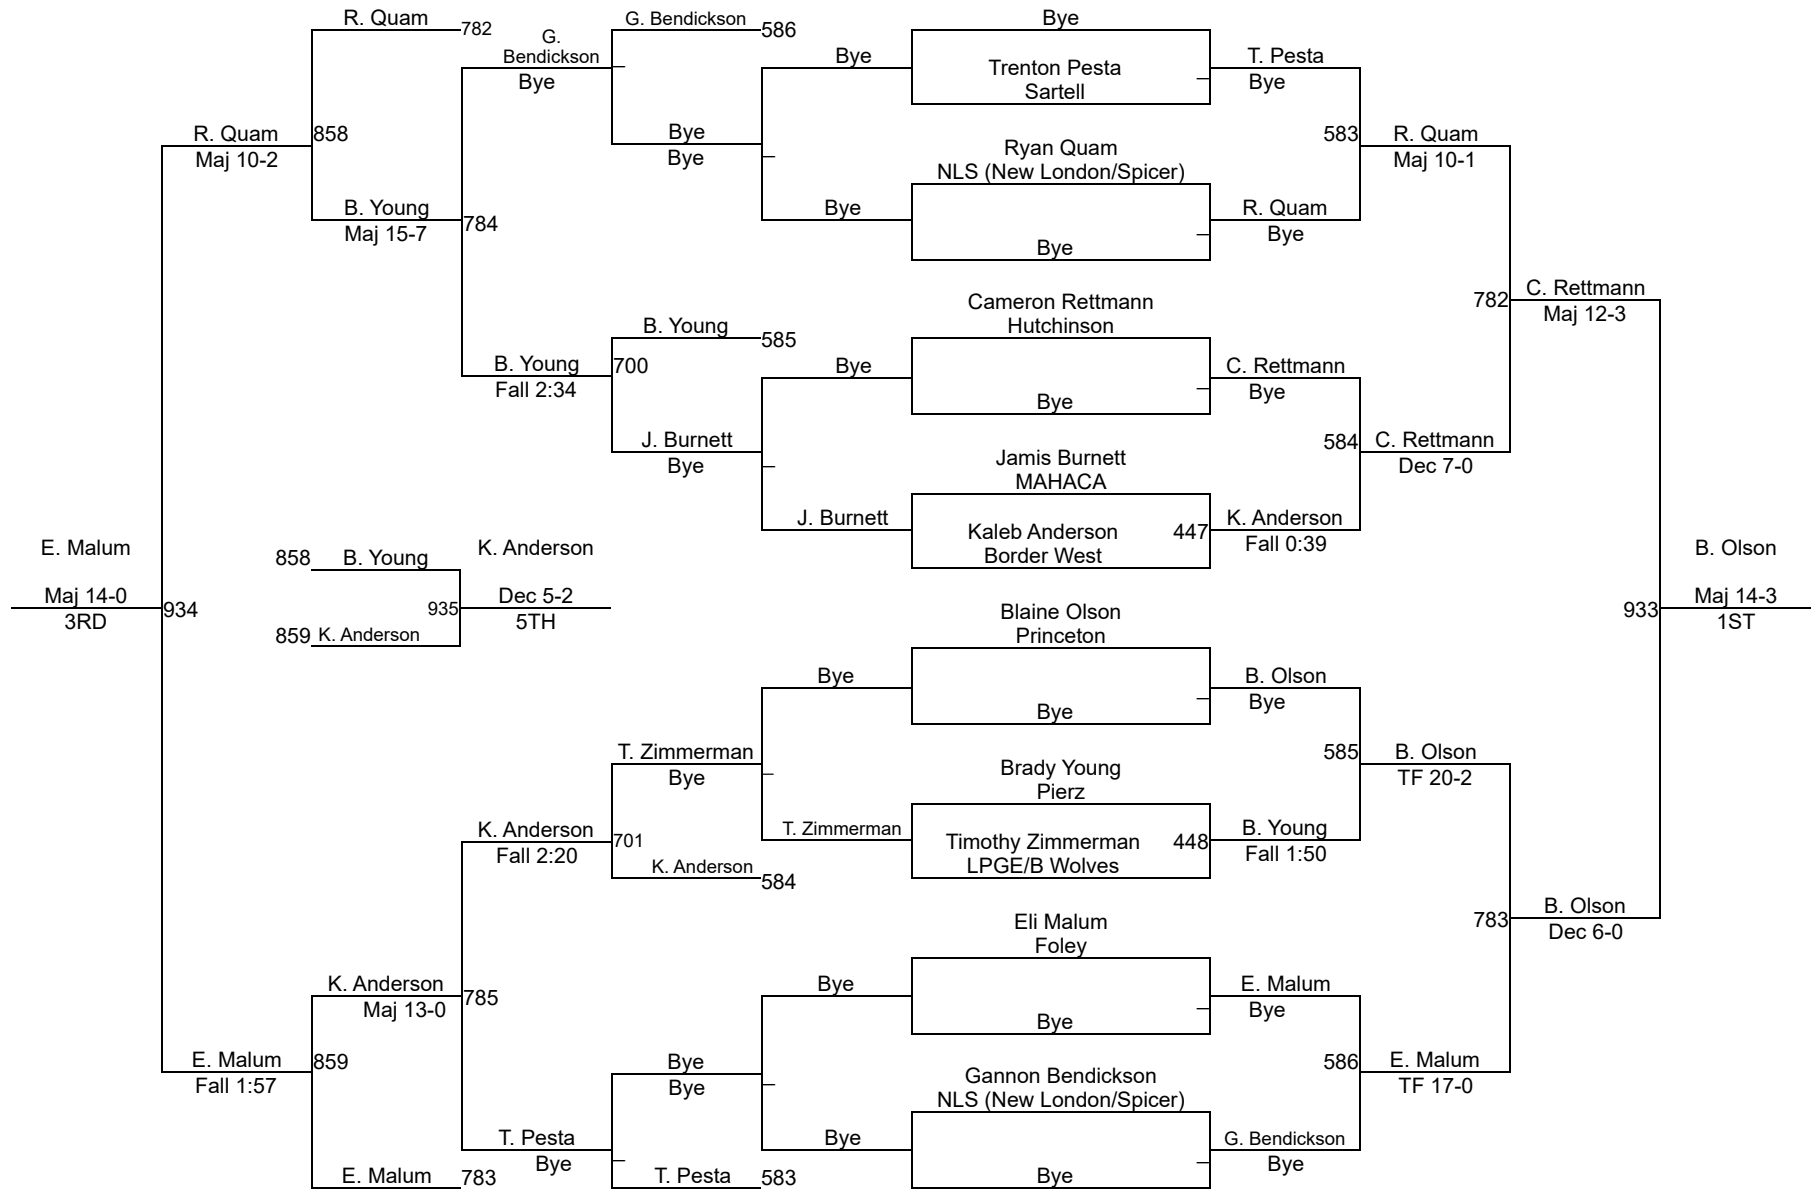 R. Quam
782
G.
Bendickson
Bye
G. Bendickson
586
Bye
Bye
Trenton Pesta
Sartell
T. Pesta
Bye
R. Quam
Maj 10-2
858
Bye
Bye
Ryan Quam
NLS (New London/Spicer)
583
R. Quam
Maj 10-1
B. Young
Maj 15-7
784
Bye
Bye
R. Quam
Bye
Cameron Rettmann
Hutchinson
782
C. Rettmann
Maj 12-3
B. Young
585
B. Young
Fall 2:34
700
Bye
Bye
C. Rettmann
Bye
J. Burnett
Bye
Jamis Burnett
MAHACA
584
C. Rettmann
Dec 7-0
J. Burnett
Kaleb Anderson
Border West
447
K. Anderson
Fall 0:39
E. Malum
Maj 14-0
3RD
934
858
B. Young
859
K. Anderson
935
K. Anderson
Dec 5-2
5TH
B. Olson
Maj 14-3
1ST
933
Blaine Olson
Princeton
Bye
Bye
B. Olson
Bye
T. Zimmerman
Bye
Brady Young
Pierz
585
B. Olson
TF 20-2
K. Anderson
Fall 2:20
701
T. Zimmerman
Timothy Zimmerman
LPGE/B Wolves
448
B. Young
Fall 1:50
K. Anderson
584
783
B. Olson
Dec 6-0
Eli Malum
Foley
K. Anderson
Maj 13-0
785
Bye
Bye
E. Malum
Bye
E. Malum
Fall 1:57
859
Bye
Bye
Gannon Bendickson
NLS (New London/Spicer)
586
E. Malum
TF 17-0
T. Pesta
Bye
Bye
Bye
G. Bendickson
Bye
E. Malum
783
T. Pesta
583